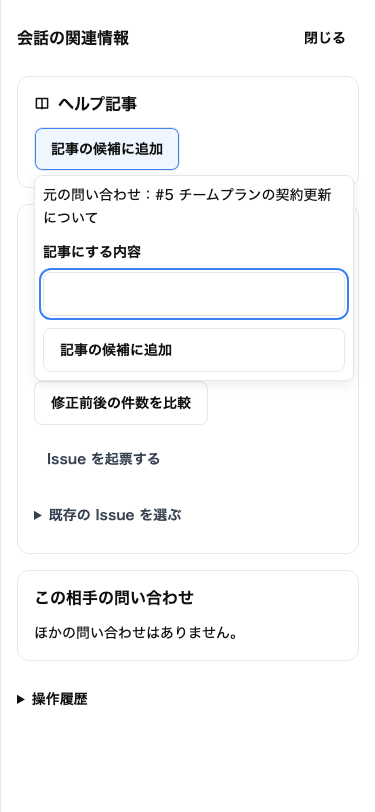 会話の関連情報
閉じる
ヘルプ記事
記事の候補に追加
元の問い合わせ：#5 チームプランの契約更新
について
記事にする内容
記事の候補に追加
修正前後の件数を比較
Issue を起票する
▶ 既存の Issue を選ぶ
この相手の問い合わせ
ほかの問い合わせはありません。
▶ 操作履歴